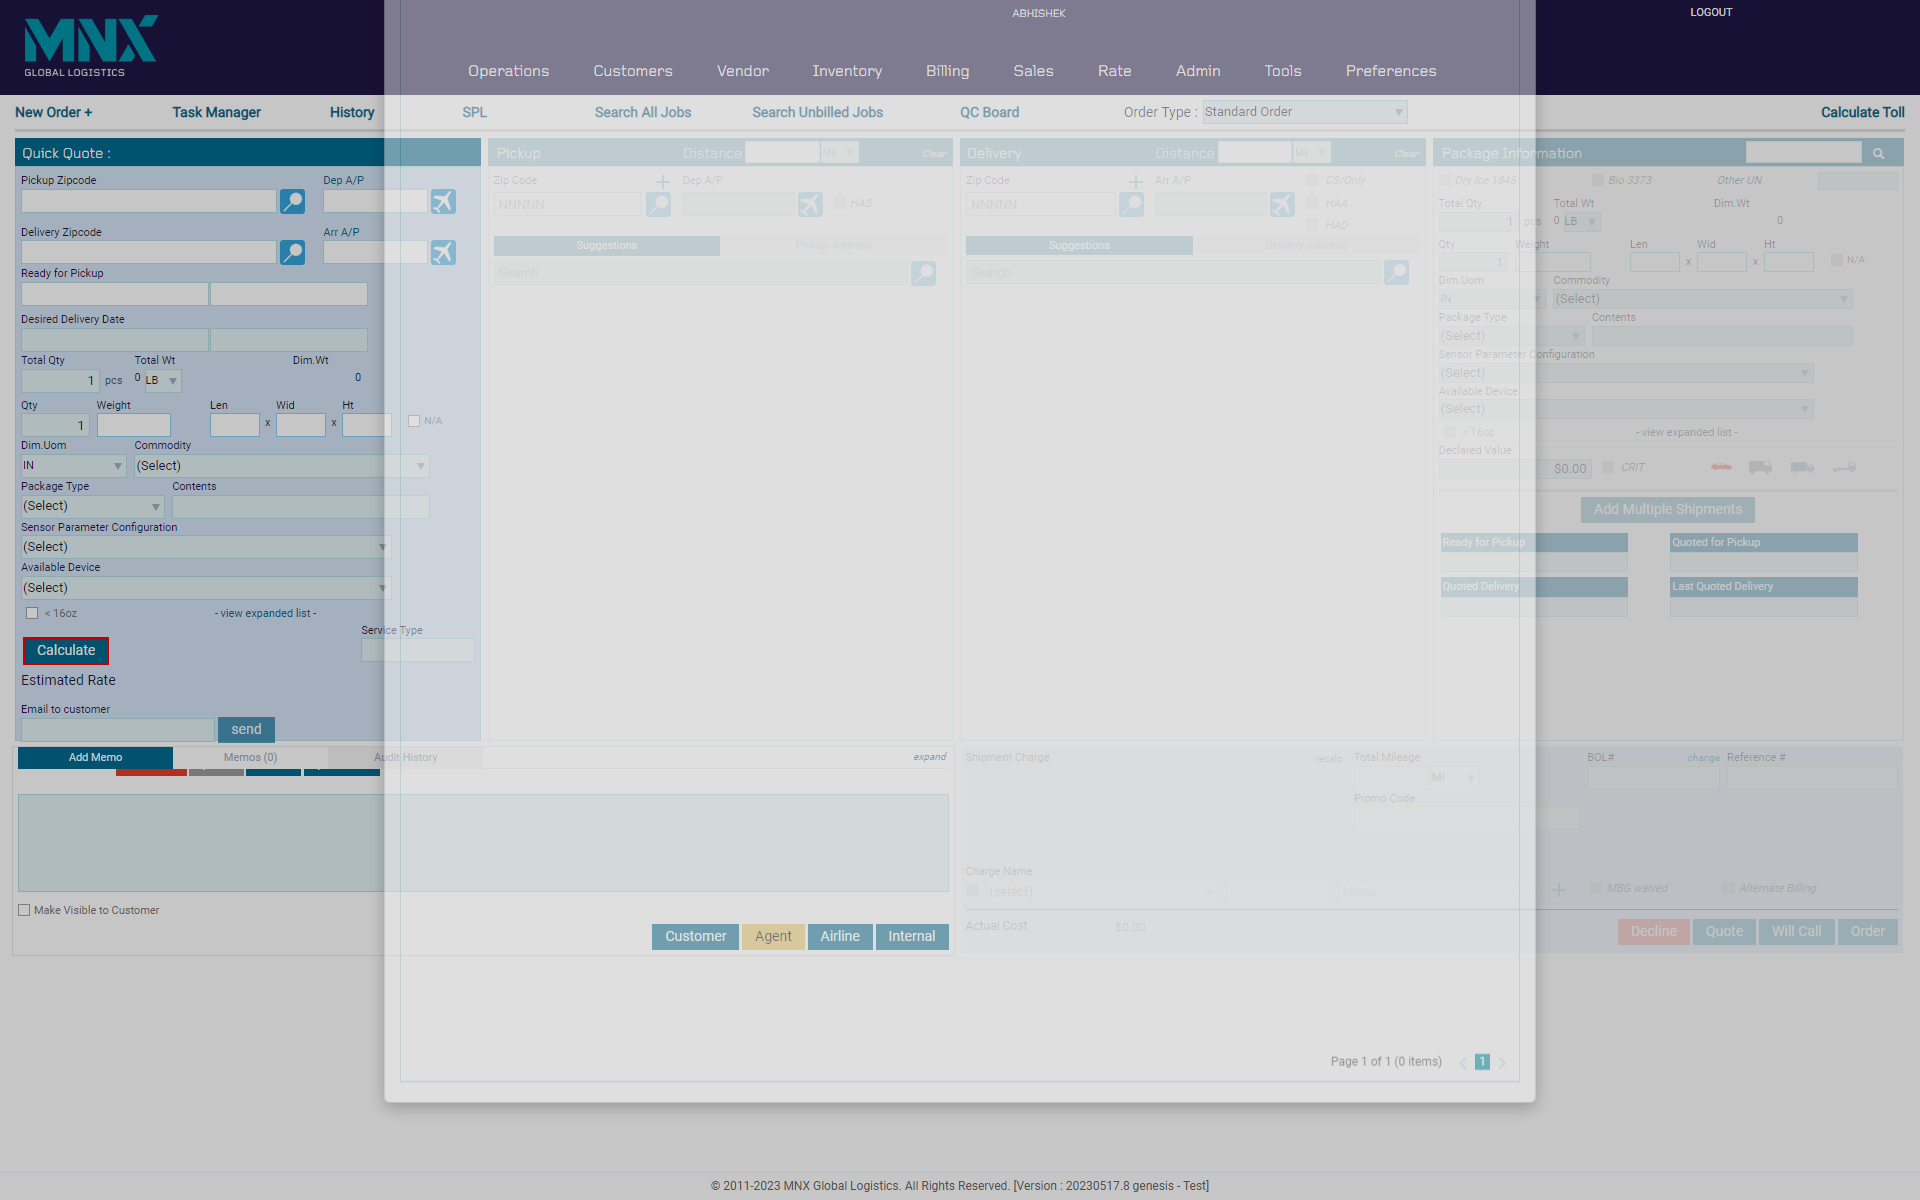 MNX
GLOBAL LOGISTICS
ABHISHEK
LOGOUT
Operations Customers Vendor Inventory Billing Sales Rate Admin Tools Preferences
New Order + Task Manager History SPL Search All Jobs Search Unbilled Jobs QC Board Order Type : Standard Order Calculate Toll
Quick Quote :
Pickup Zipcode Dep A/P
Delivery Zipcode Arr A/P
Ready for Pickup
Desired Delivery Date
Total Qty Total Wt Dim.Wt
1 pcs 0 LB 0
Qty Weight Len Wid Ht
1 x x N/A
Dim.Uom Commodity
IN (Select)
Package Type Contents
(Select)
Sensor Parameter Configuration
(Select)
Available Device
(Select)
< 16oz - view expanded list -
Service Type
Calculate
Estimated Rate
Email to customer
send
Pickup Distance MI Clear
Zip Code Dep A/P
NNNNN HAS
Suggestions Pickup Address
Search
Delivery Distance MI Clear
Zip Code Arr A/P CS/Only
NNNNN HAA
HAD
Suggestions Delivery Address
Search
Package Information
Dry Ice 1845 Bio 3373 Other UN
Total Qty Total Wt Dim.Wt
1 pcs 0 LB 0
Qty Weight Len Wid Ht
1 x x N/A
Dim.Uom Commodity
IN (Select)
Package Type Contents
(Select)
Sensor Parameter Configuration
(Select)
Available Device
(Select)
< 16oz - view expanded list -
Declared Value
$0.00 CRIT
Add Multiple Shipments
Ready for Pickup Quoted for Pickup
Quoted Delivery Last Quoted Delivery
Add Memo Memos (0) Audit History expand
Make Visible to Customer
Customer Agent Airline Internal
Shipment Charge recalc Total Mileage BOL# change Reference #
MI
Promo Code
Charge Name
(select) Notes MBG waived Alternate Billing
Actual Cost $0.00
Decline Quote Will Call Order
Page 1 of 1 (0 items) 1
© 2011-2023 MNX Global Logistics. All Rights Reserved. [Version : 20230517.8 genesis - Test]